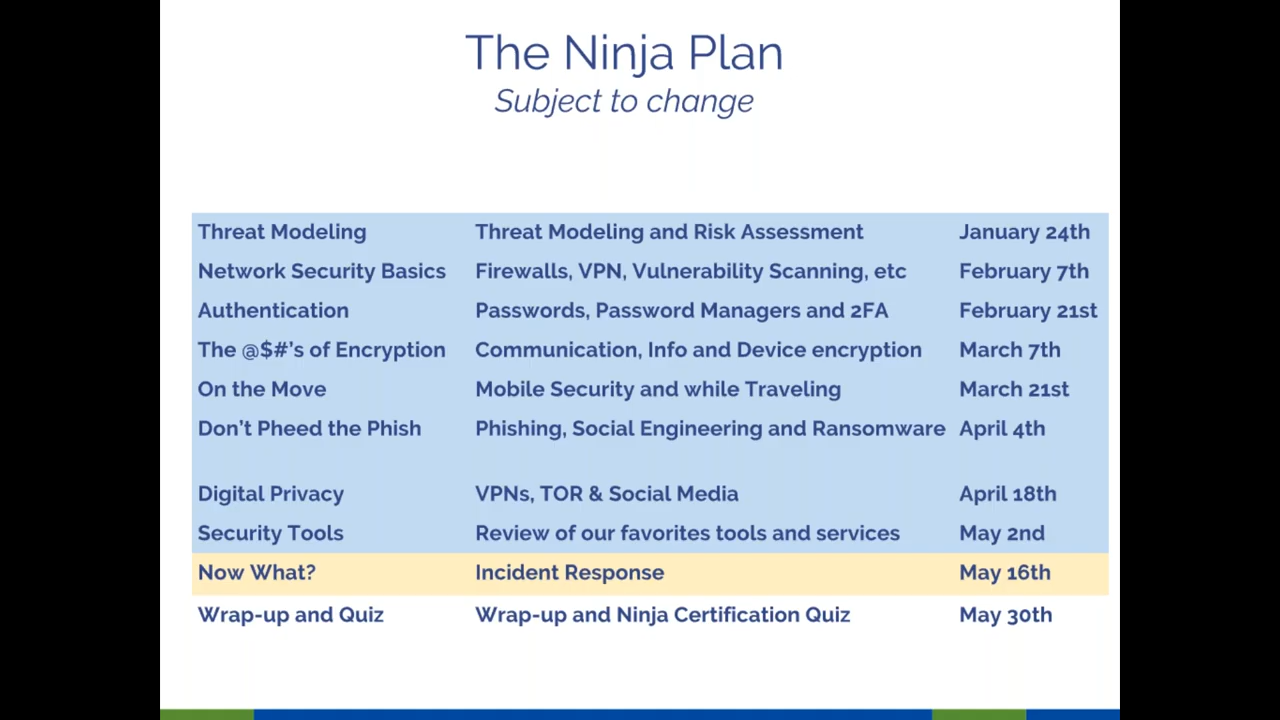 The Ninja Plan
Subject to change
Threat Modeling Threat Modeling and Risk Assessment January 24th
Network Security Basics Firewalls, VPN, Vulnerability Scanning, etc February 7th
Authentication Passwords, Password Managers and 2FA February 21st
The @$#'s of Encryption Communication, Info and Device encryption March 7th
On the Move Mobile Security and while Traveling March 21st
Don't Pheed the Phish Phishing, Social Engineering and Ransomware April 4th
Digital Privacy VPNs, TOR & Social Media April 18th
Security Tools Review of our favorites tools and services May 2nd
Now What? Incident Response May 16th
Wrap-up and Quiz Wrap-up and Ninja Certification Quiz May 30th